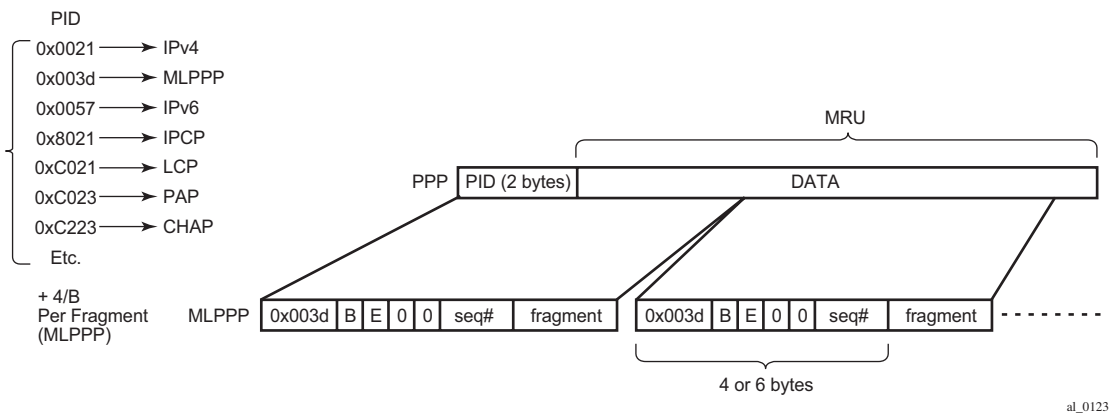 PID
0x0021 IPv4
0x003d MLPPP
0x0057 IPv6
0x8021 IPCP
0xC021 LCP
0xC023 PAP
0xC223 CHAP
Etc.
+ 4/B
Per Fragment
(MLPPP)
MRU
PPP PID (2 bytes) DATA
MLPPP 0x003d B E 0 0 seq# fragment 0x003d B E 0 0 seq# fragment
4 or 6 bytes
al_0123